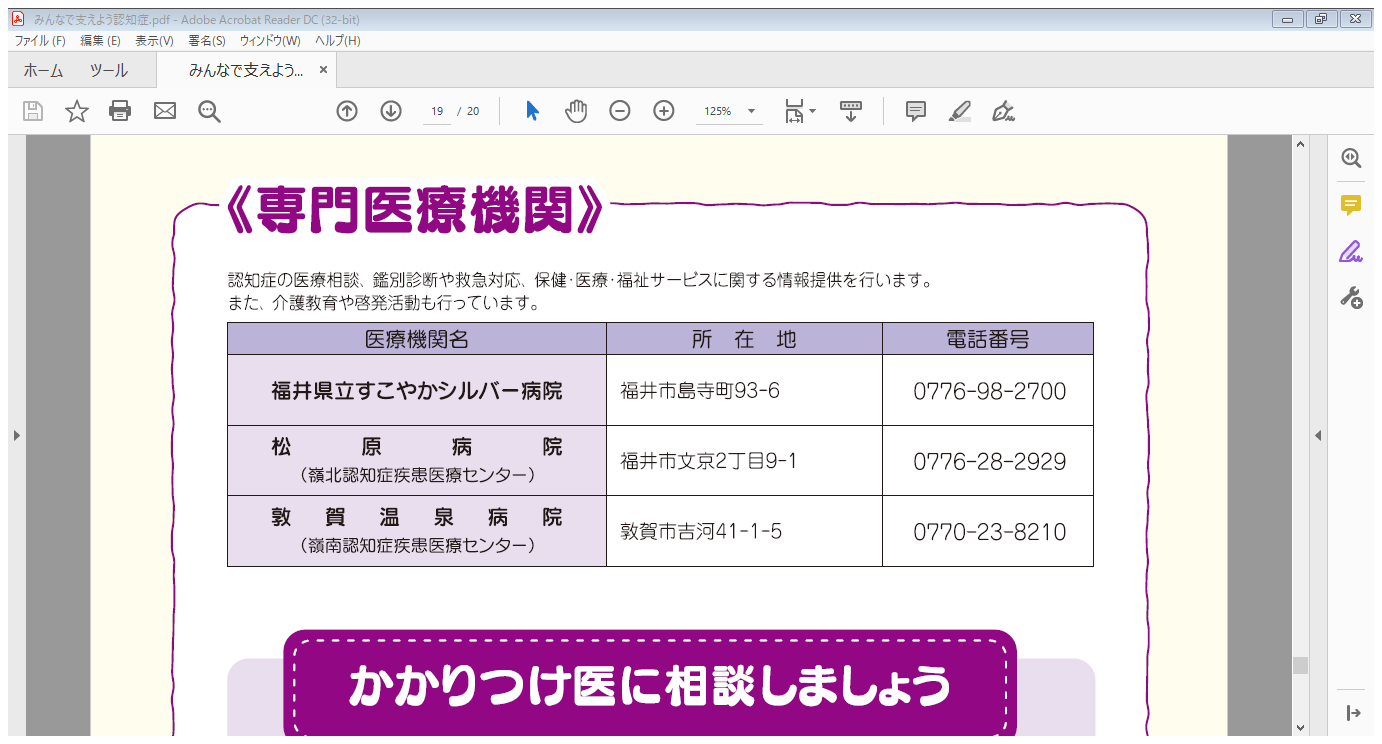 みんなで支えよう認知症.pdf - Adobe Acrobat Reader DC (32-bit)
ファイル(F) 編集(E) 表示(V) 署名(S) ウィンドウ(W) ヘルプ(H)
ホーム ツール みんなで支えよう... ×
19 / 20 125%
《専門医療機関》
認知症の医療相談、鑑別診断や救急対応、保健・医療・福祉サービスに関する情報提供を行います。
また、介護教育や啓発活動も行っています。
医療機関名 所在地 電話番号
福井県立すこやかシルバー病院 福井市島寺町93-6 0776-98-2700
松原病院
(嶺北認知症疾患医療センター) 福井市文京2丁目9-1 0776-28-2929
敦賀温泉病院
(嶺南認知症疾患医療センター) 敦賀市吉河41-1-5 0770-23-8210
かかりつけ医に相談しましょう